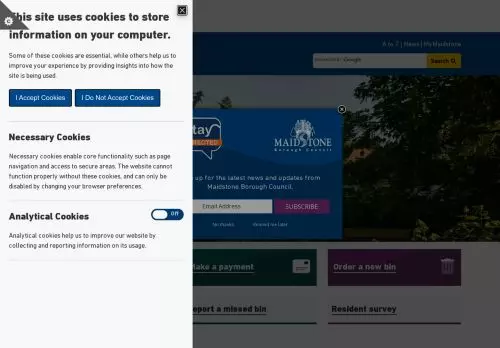 This site uses cookies to store
information on your computer.
Some of these cookies are essential, while others help us to
improve your experience by providing insights into how the
site is being used.
I Accept Cookies
I Do Not Accept Cookies
Necessary Cookies
Necessary cookies enable core functionality such as page
navigation and access to secure areas. The website cannot
function properly without these cookies, and can only be
disabled by changing your browser preferences.
Analytical Cookies
Off
Analytical cookies help us to improve our website by
collecting and reporting information on its usage.
A to Z | News | MyMaidstone
Google
Search
tay
MAIDSTONE
Borough Council
up for the latest news and updates from
Maidstone Borough Council.
Email Address
SUBSCRIBE
No thanks
Remind me later
Make a payment
Order a new bin
eport a missed bin
Resident survey